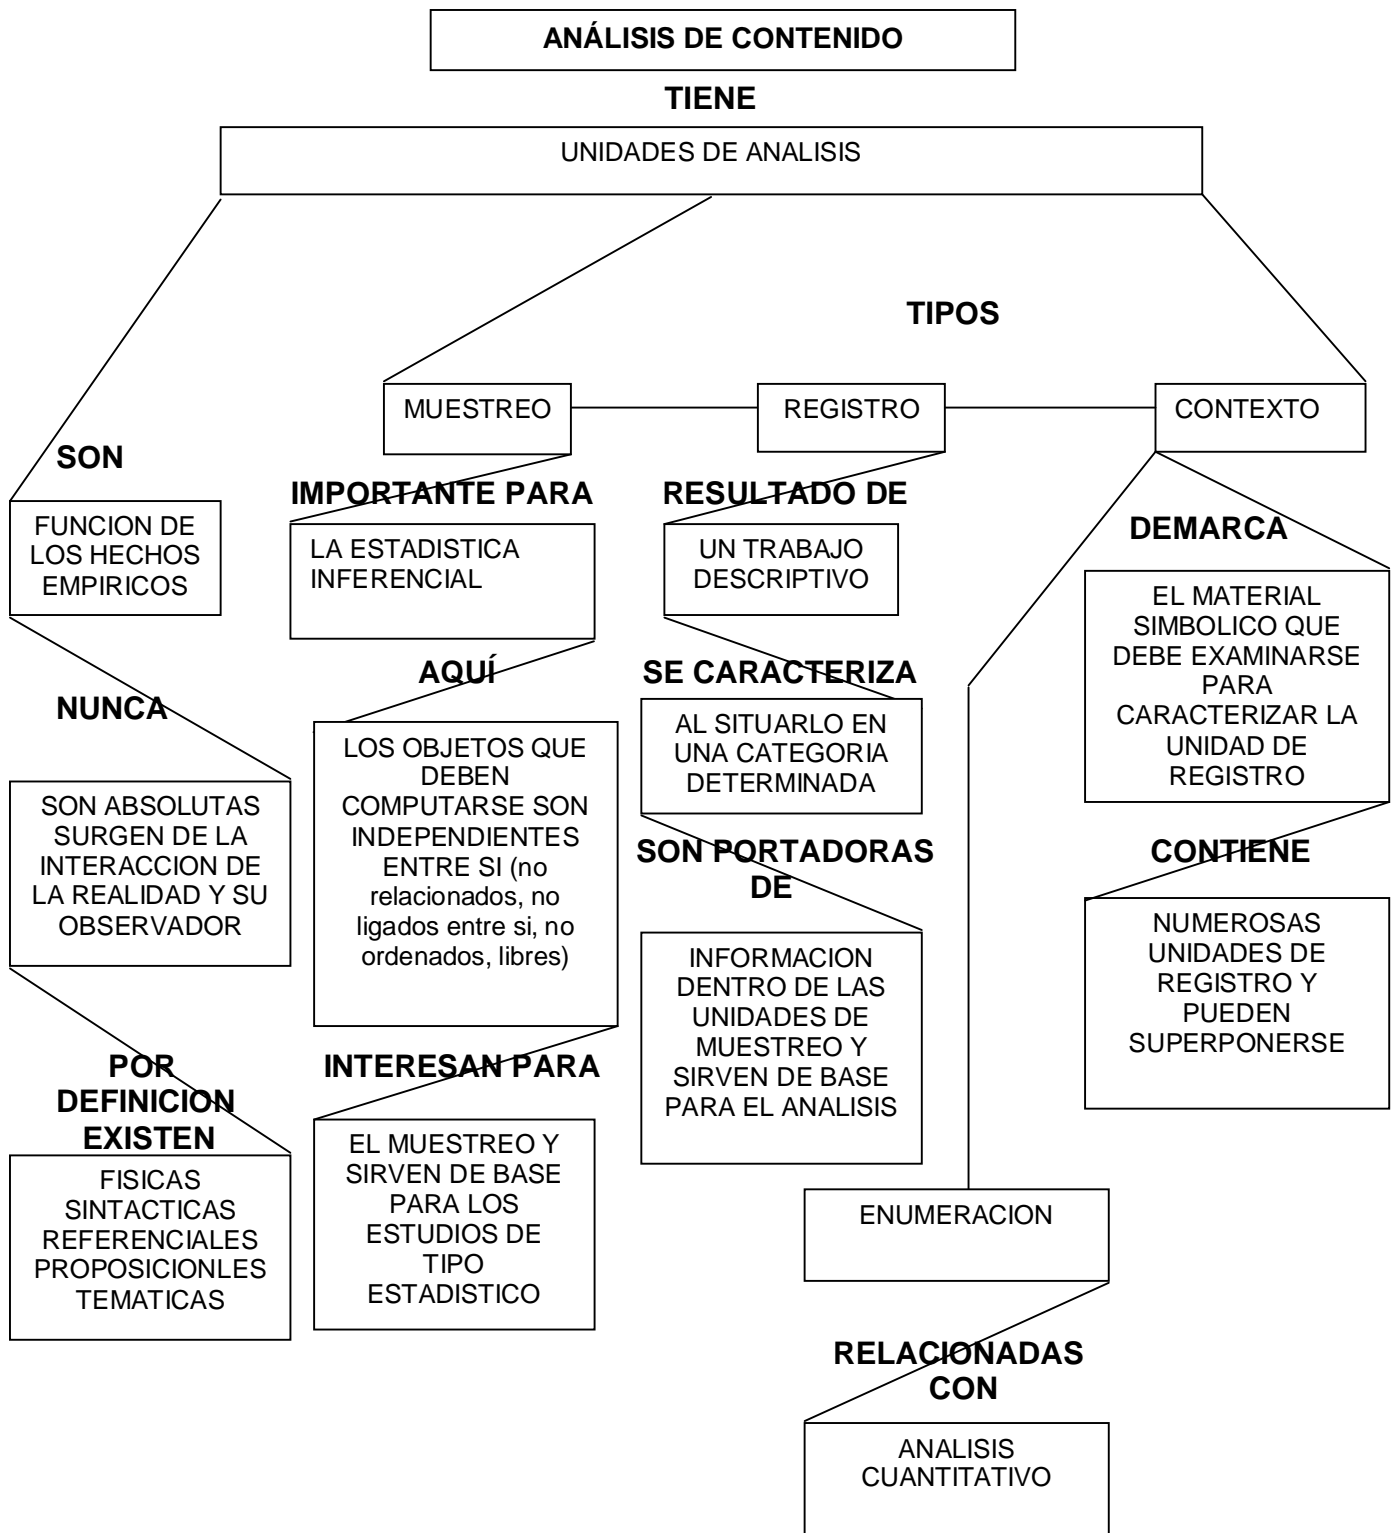 ANÁLISIS DE CONTENIDO
TIENE
UNIDADES DE ANALISIS
TIPOS
MUESTREO
REGISTRO
CONTEXTO
SON
FUNCION DE
LOS HECHOS
EMPIRICOS
NUNCA
SON ABSOLUTAS
SURGEN DE LA
INTERACCION DE
LA REALIDAD Y SU
OBSERVADOR
POR
DEFINICION
EXISTEN
FISICAS
SINTACTICAS
REFERENCIALES
PROPOSICIONLES
TEMATICAS
IMPORTANTE PARA
LA ESTADISTICA
INFERENCIAL
AQUÍ
LOS OBJETOS QUE
DEBEN
COMPUTARSE SON
INDEPENDIENTES
ENTRE SI (no
relacionados, no
ligados entre si, no
ordenados, libres)
INTERESAN PARA
EL MUESTREO Y
SIRVEN DE BASE
PARA LOS
ESTUDIOS DE
TIPO
ESTADISTICO
RESULTADO DE
UN TRABAJO
DESCRIPTIVO
SE CARACTERIZA
AL SITUARLO EN
UNA CATEGORIA
DETERMINADA
SON PORTADORAS
DE
INFORMACION
DENTRO DE LAS
UNIDADES DE
MUESTREO Y
SIRVEN DE BASE
PARA EL ANALISIS
DEMARCA
EL MATERIAL
SIMBOLICO QUE
DEBE EXAMINARSE
PARA
CARACTERIZAR LA
UNIDAD DE
REGISTRO
CONTIENE
NUMEROSAS
UNIDADES DE
REGISTRO Y
PUEDEN
SUPERPONERSE
ENUMERACION
RELACIONADAS
CON
ANALISIS
CUANTITATIVO